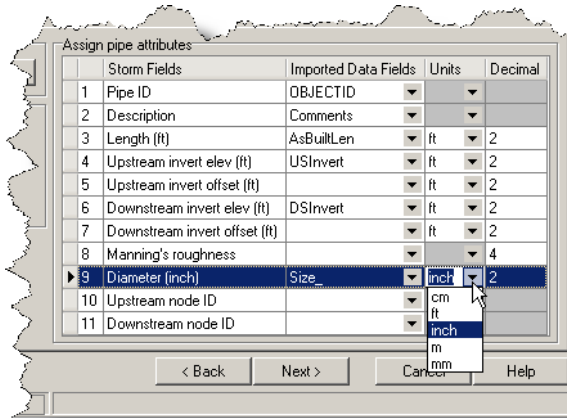 Assign pipe attributes
Storm Fields Imported Data Fields Units Decimal
1 Pipe ID OBJECTID
2 Description Comments
3 Length (ft) AsBuiltLen ft 2
4 Upstream invert elev (ft) USInvert ft 2
5 Upstream invert offset (ft) ft 2
6 Downstream invert elev (ft) DSInvert ft 2
7 Downstream invert offset (ft) ft 2
8 Manning's roughness 4
9 Diameter (inch) Size_ inch 2
10 Upstream node ID
11 Downstream node ID
cm
ft
inch
m
mm
< Back Next > Cancel Help